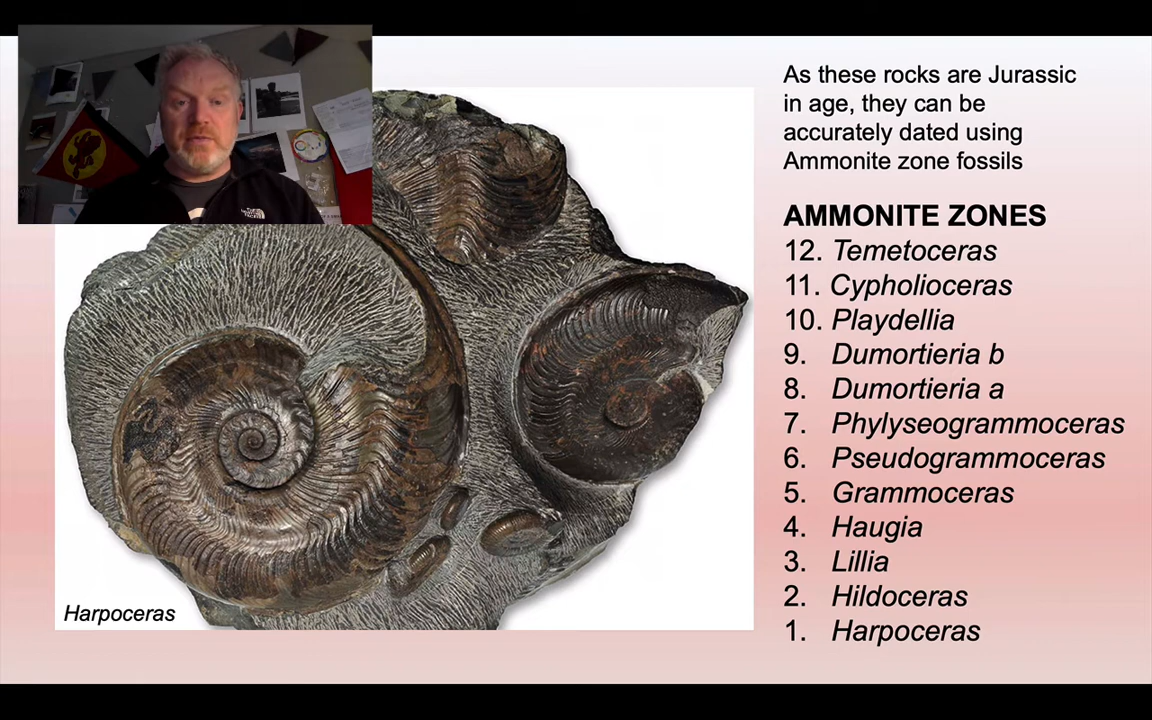 As these rocks are Jurassic
in age, they can be
accurately dated using
Ammonite zone fossils
AMMONITE ZONES
12. Temetoceras
11. Cypholioceras
10. Playdellia
9. Dumortieria b
8. Dumortieria a
7. Phylyseogrammoceras
6. Pseudogrammoceras
5. Grammoceras
4. Haugia
3. Lillia
2. Hildoceras
1. Harpoceras
Harpoceras